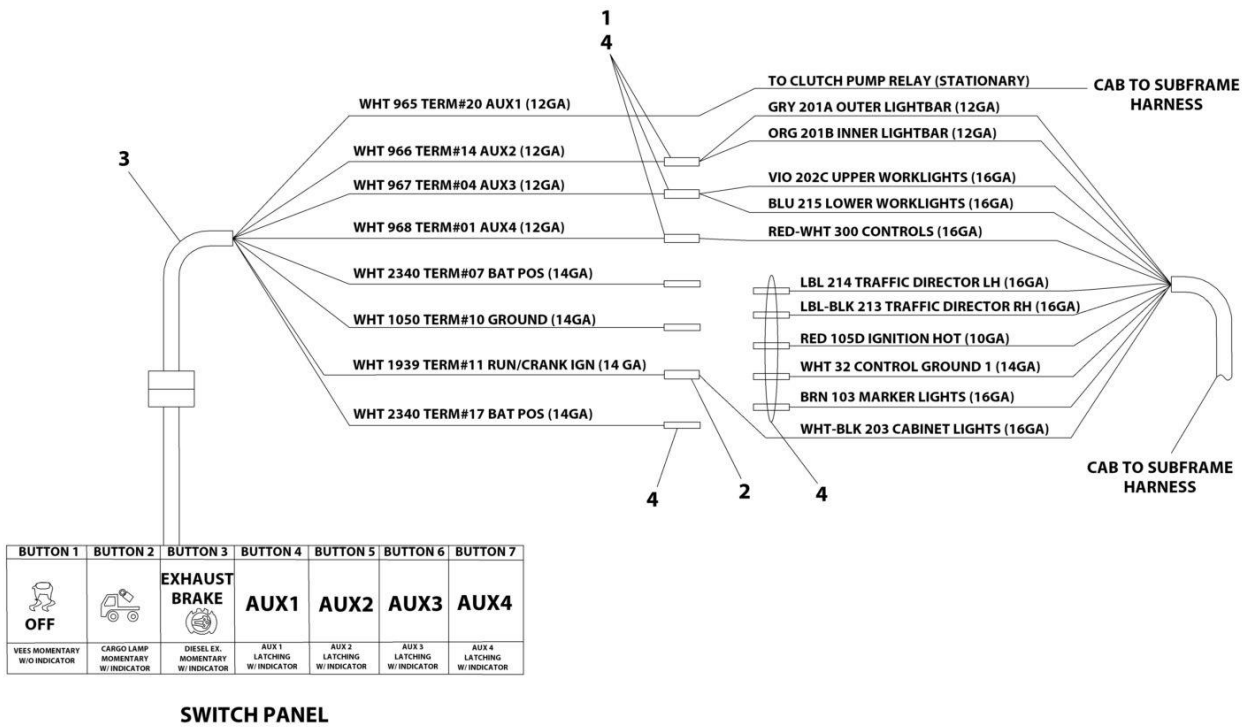 1
4
TO CLUTCH PUMP RELAY (STATIONARY)
CAB TO SUBFRAME
HARNESS
WHT 965 TERM#20 AUX1 (12GA)
GRY 201A OUTER LIGHTBAR (12GA)
ORG 201B INNER LIGHTBAR (12GA)
3
WHT 966 TERM#14 AUX2 (12GA)
WHT 967 TERM#04 AUX3 (12GA)
VIO 202C UPPER WORKLIGHTS (16GA)
BLU 215 LOWER WORKLIGHTS (16GA)
WHT 968 TERM#01 AUX4 (12GA)
RED-WHT 300 CONTROLS (16GA)
WHT 2340 TERM#07 BAT POS (14GA)
LBL 214 TRAFFIC DIRECTOR LH (16GA)
LBL-BLK 213 TRAFFIC DIRECTOR RH (16GA)
WHT 1050 TERM#10 GROUND (14GA)
RED 105D IGNITION HOT (10GA)
WHT 1939 TERM#11 RUN/CRANK IGN (14 GA)
WHT 32 CONTROL GROUND 1 (14GA)
BRN 103 MARKER LIGHTS (16GA)
WHT 2340 TERM#17 BAT POS (14GA)
WHT-BLK 203 CABINET LIGHTS (16GA)
4
2
4
CAB TO SUBFRAME
HARNESS
BUTTON 1 BUTTON 2 BUTTON 3 BUTTON 4 BUTTON 5 BUTTON 6 BUTTON 7
OFF
EXHAUST
BRAKE
AUX1
AUX2
AUX3
AUX4
VEES MOMENTARY
W/O INDICATOR
CARGO LAMP
MOMENTARY
W/ INDICATOR
DIESEL EX.
MOMENTARY
W/ INDICATOR
AUX 1
LATCHING
W/ INDICATOR
AUX 2
LATCHING
W/ INDICATOR
AUX 3
LATCHING
W/ INDICATOR
AUX 4
LATCHING
W/ INDICATOR
SWITCH PANEL